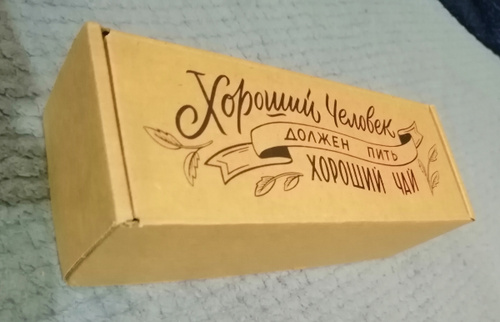 Хороший Человек
ДОЛЖЕН ПИТЬ
ХОРОШИЙ ЧАЙ